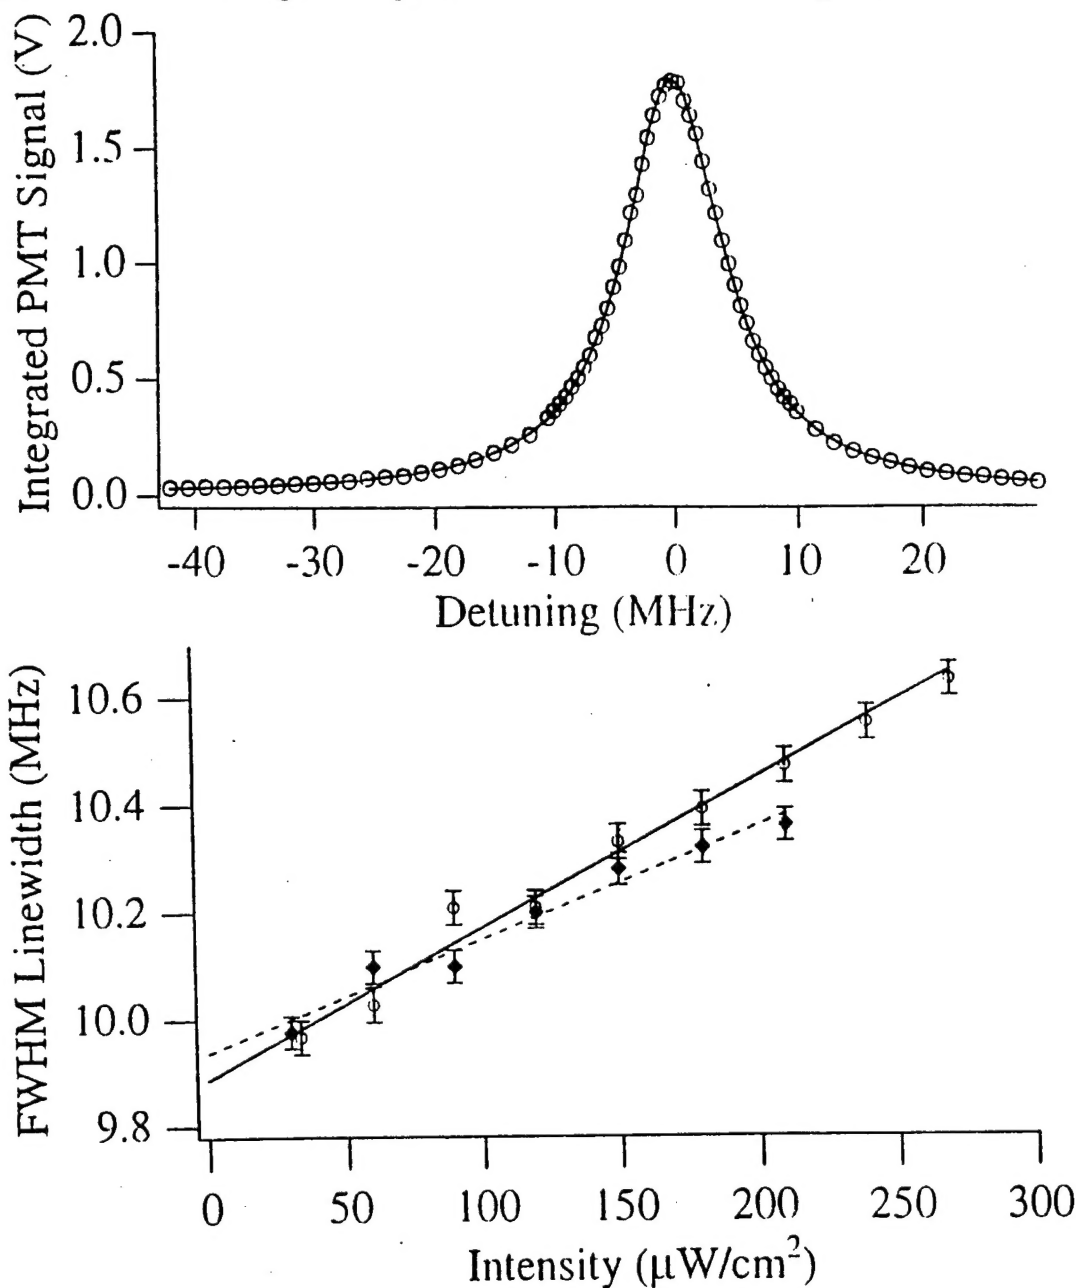 2.0
1.5
1.0
0.5
0.0
Integrated PMT Signal (V)
-40 -30 -20 -10 0 10 20
Detuning (MHz)
10.6
10.4
10.2
10.0
9.8
FWHM Linewidth (MHz)
0 50 100 150 200 250 300
Intensity (μW/cm²)